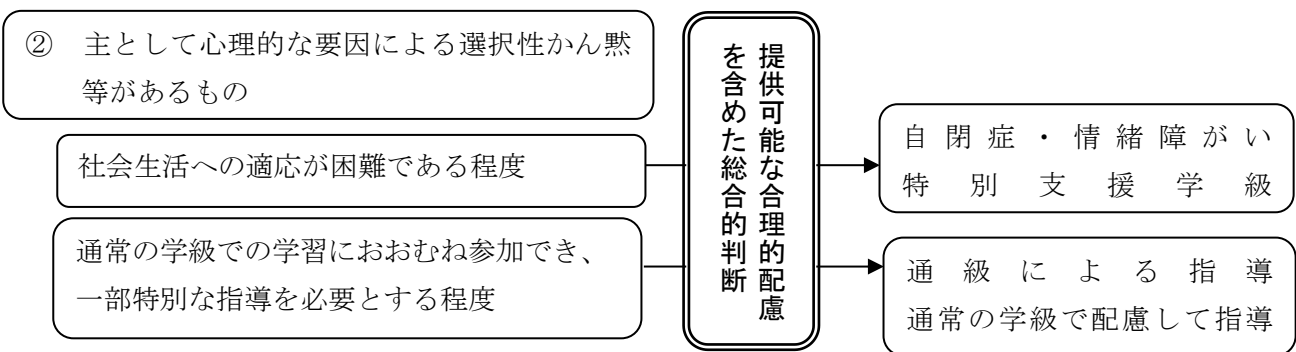 ② 主として心理的な要因による選択性かん黙
等があるもの
社会生活への適応が困難である程度
通常の学級での学習におおむね参加でき、
一部特別な指導を必要とする程度
提供可能な合理的配慮
を含めた総合的判断
自閉症・情緒障がい
特別支援学級
通級による指導
通常の学級で配慮して指導